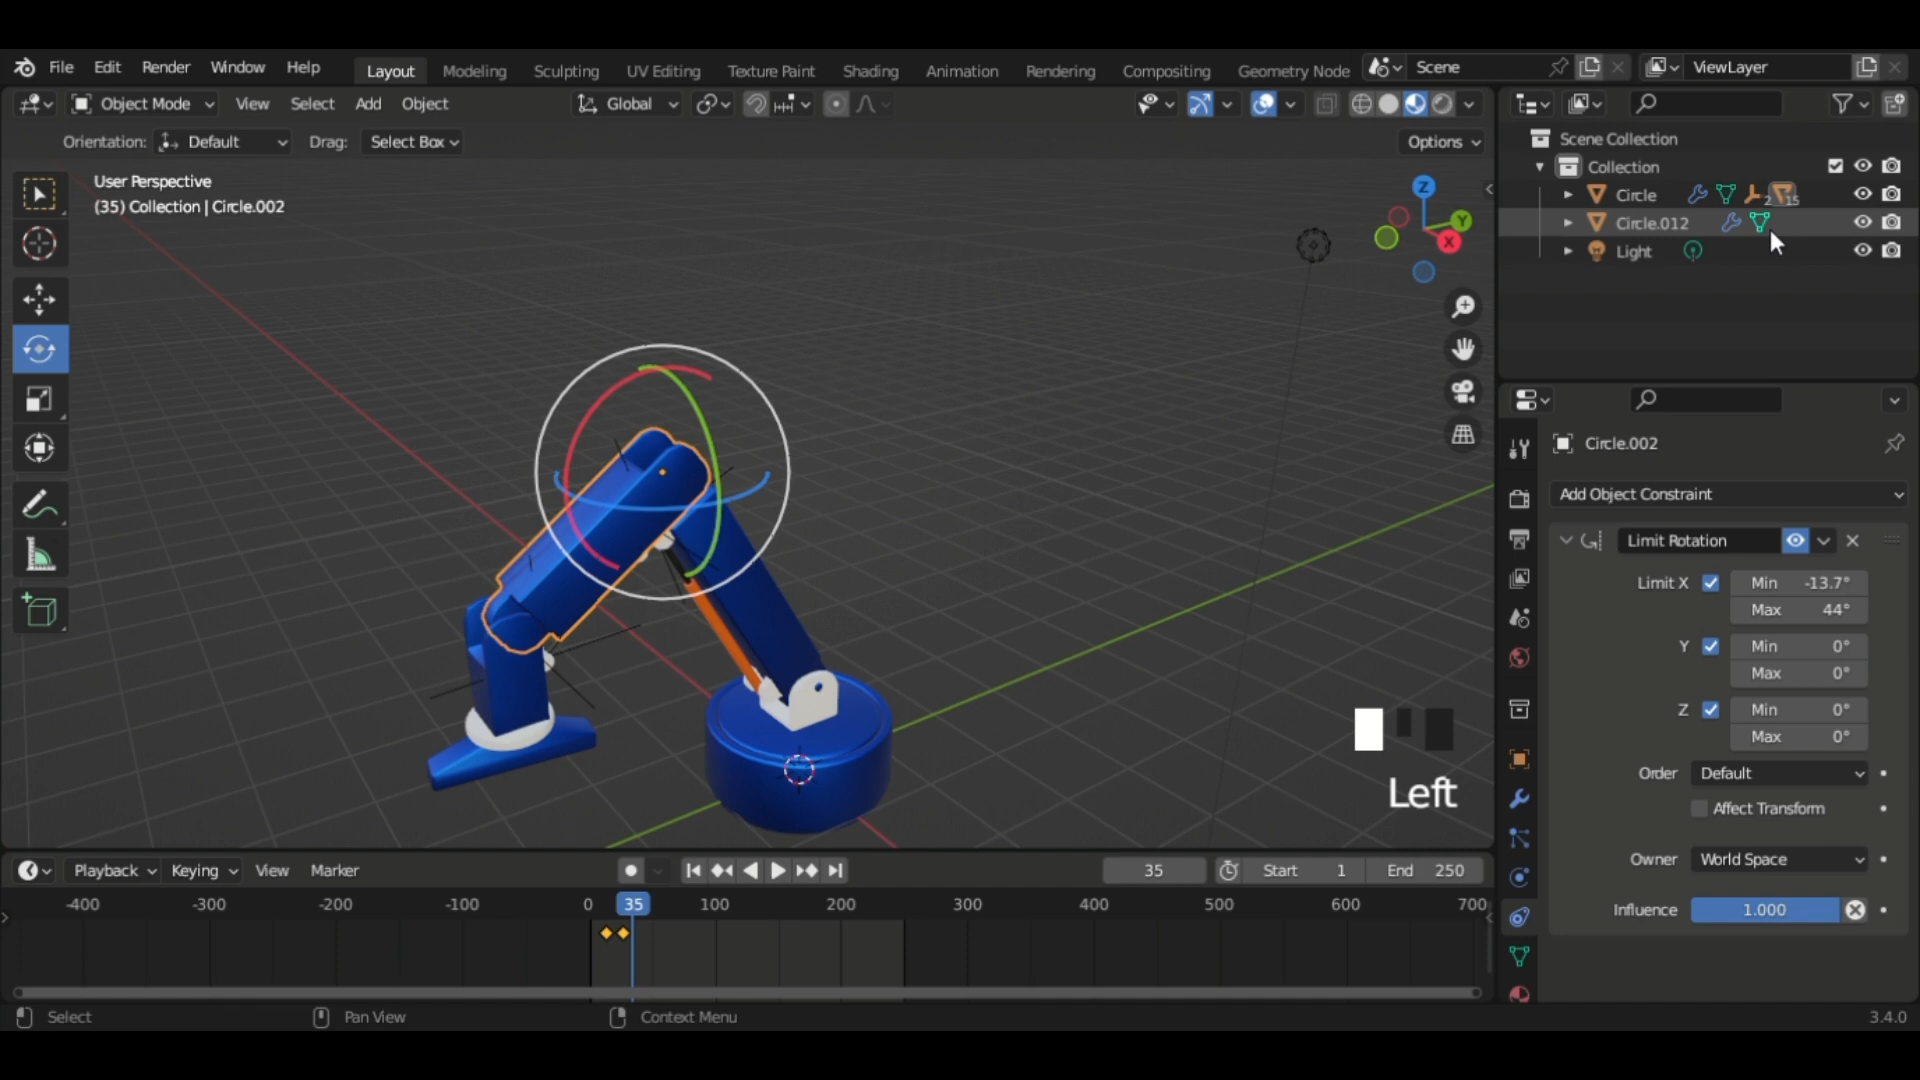 File Edit Render Window Help Layout Modeling Sculpting UV Editing Texture Paint Shading Animation Rendering Compositing Geometry Node Scene ViewLayer
Object Mode View Select Add Object Global
Orientation: Default Drag: Select Box Options
User Perspective
(35) Collection | Circle.002
Z
Y
X
Scene Collection
Collection
Circle 2 15
Circle.012
Light
Circle.002
Add Object Constraint
Limit Rotation
Limit X Min -13.7°
Max 44°
Y Min 0°
Max 0°
Z Min 0°
Max 0°
Order Default
Affect Transform
Owner World Space
Influence 1.000
Left
Playback Keying View Marker 35 Start 1 End 250
-400 -300 -200 -100 0 35 100 200 300 400 500 600 700
Select Pan View Context Menu 3.4.0